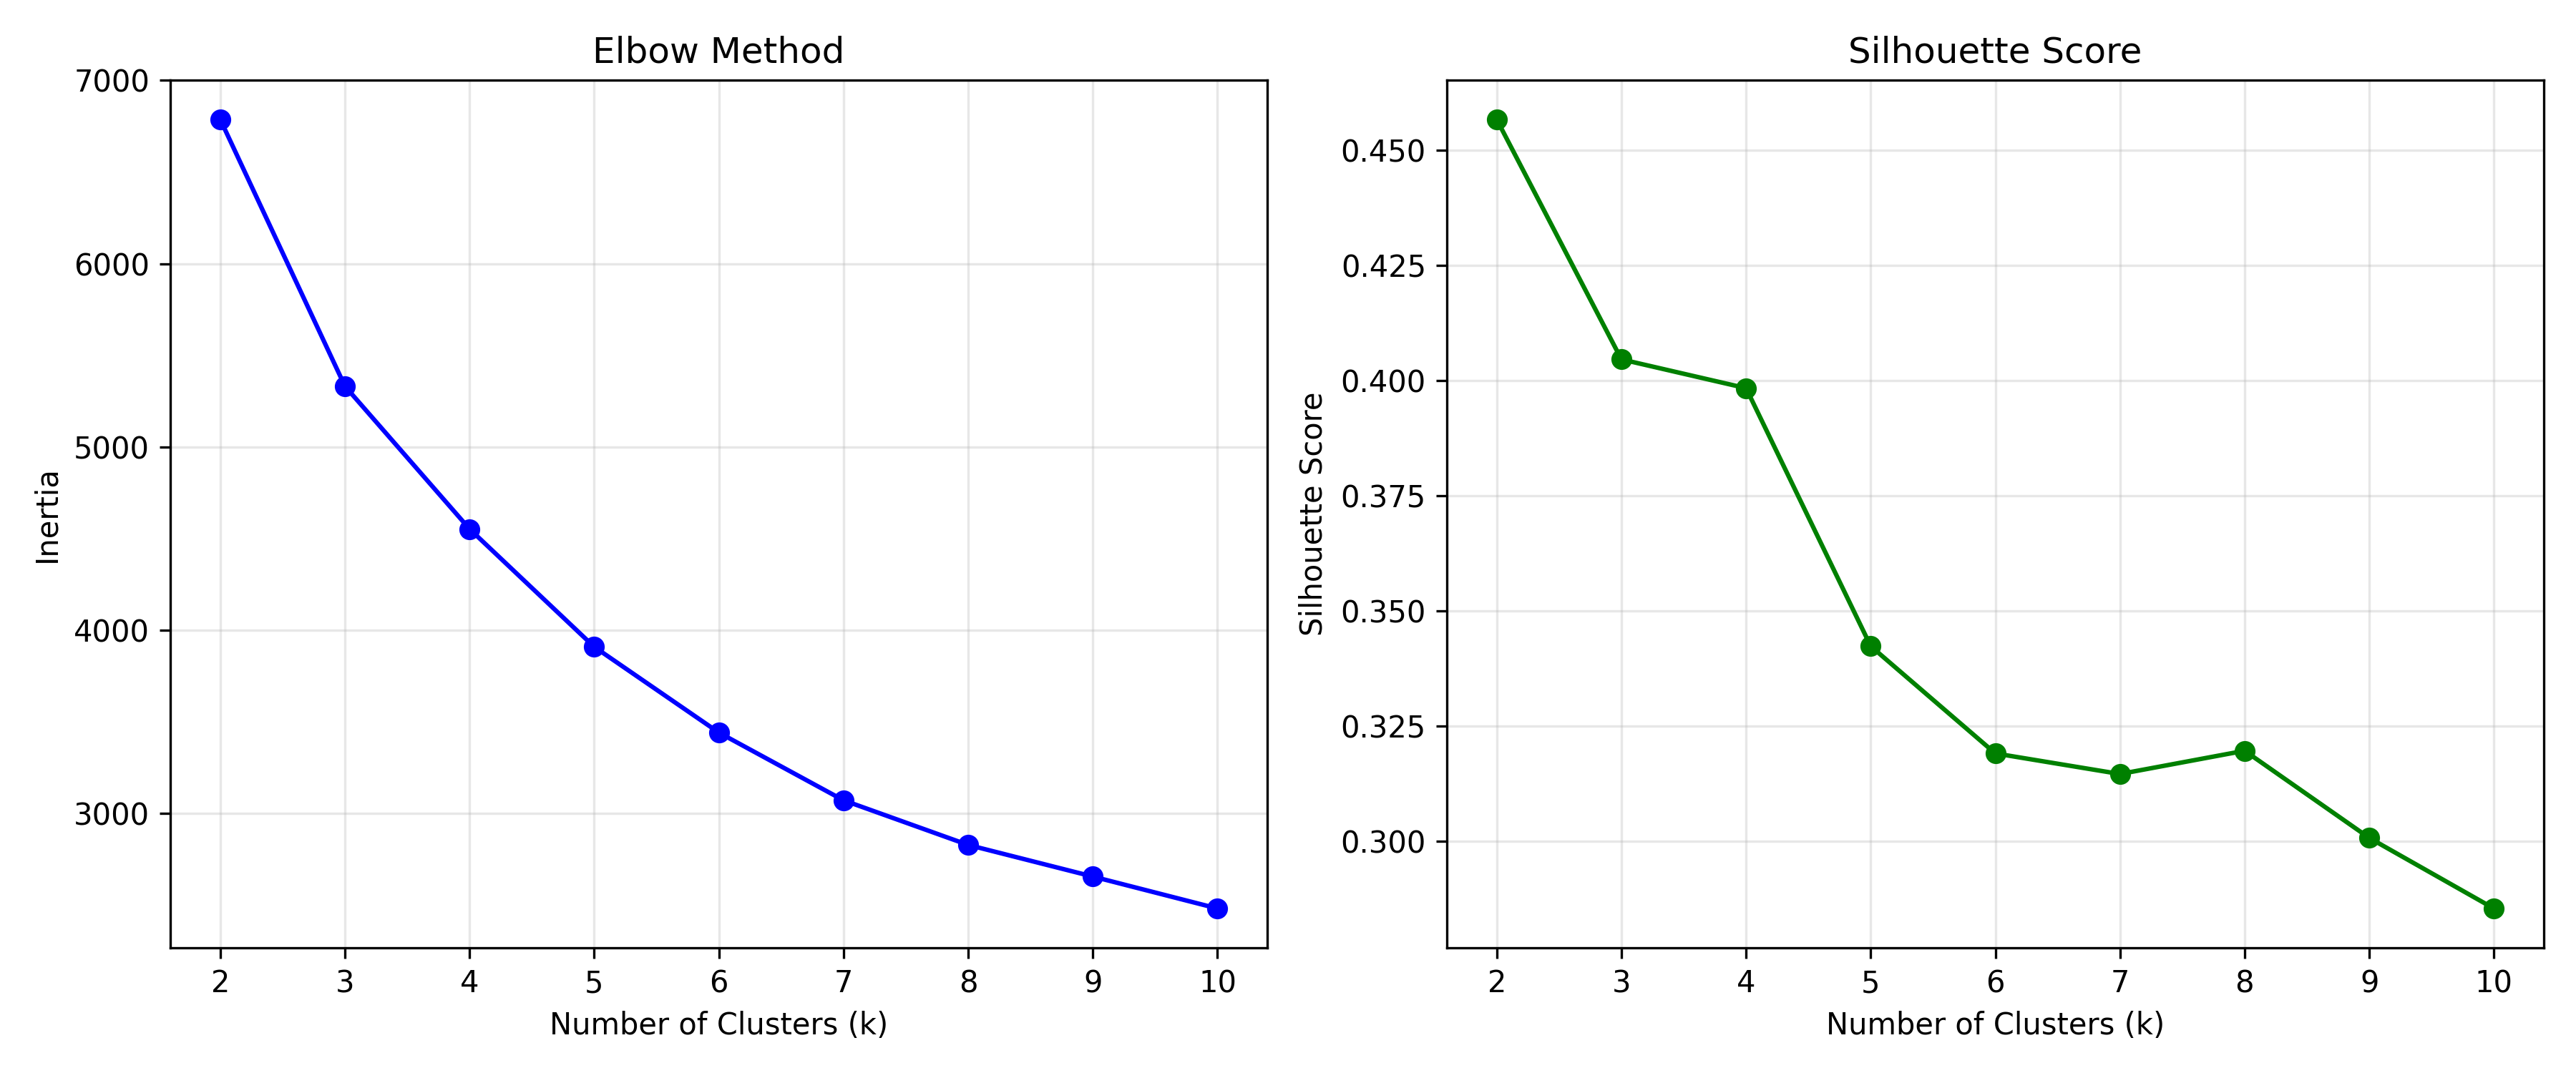 Elbow Method
7000
6000
5000
4000
3000
Inertia
2 3 4 5 6 7 8 9 10
Number of Clusters (k)
Silhouette Score
0.450
0.425
0.400
0.375
0.350
0.325
0.300
Silhouette Score
2 3 4 5 6 7 8 9 10
Number of Clusters (k)